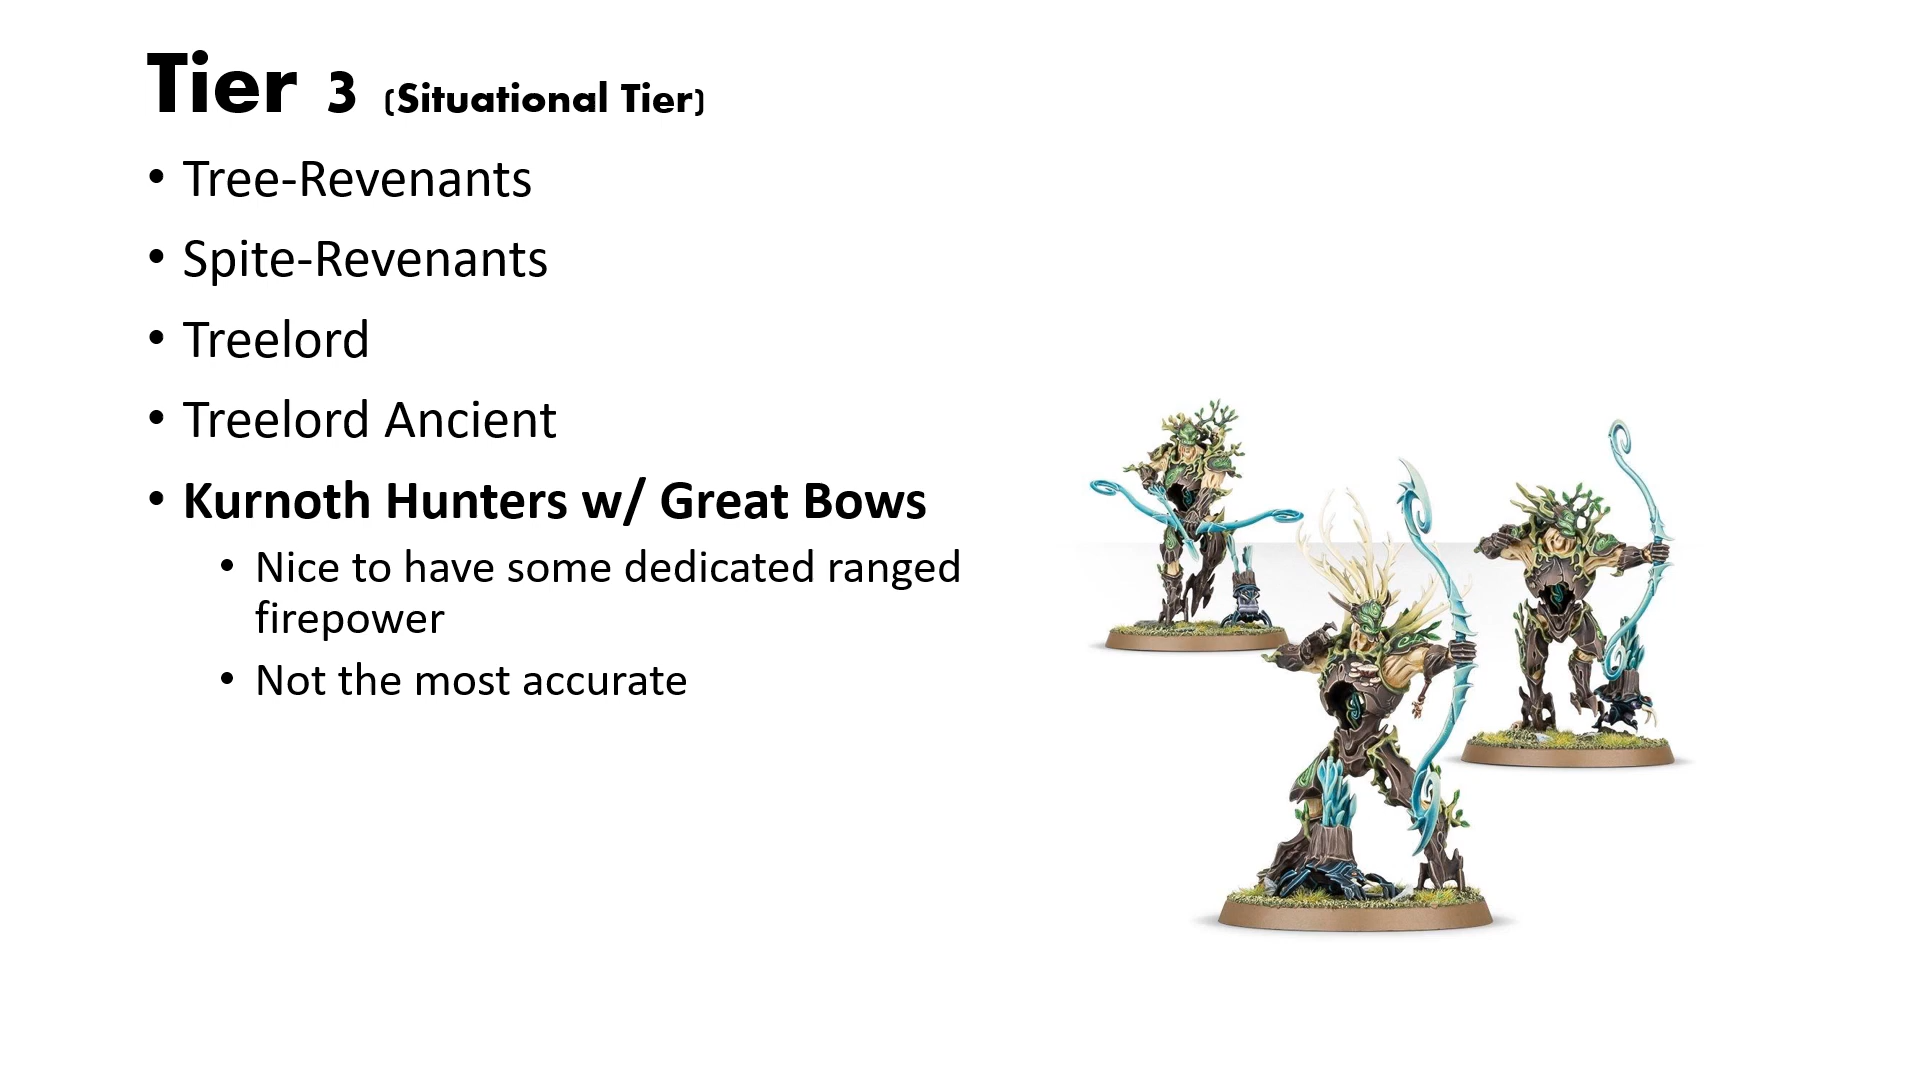 Tier 3 (Situational Tier)
• Tree-Revenants
• Spite-Revenants
• Treelord
• Treelord Ancient
• Kurnoth Hunters w/ Great Bows
• Nice to have some dedicated ranged
firepower
• Not the most accurate